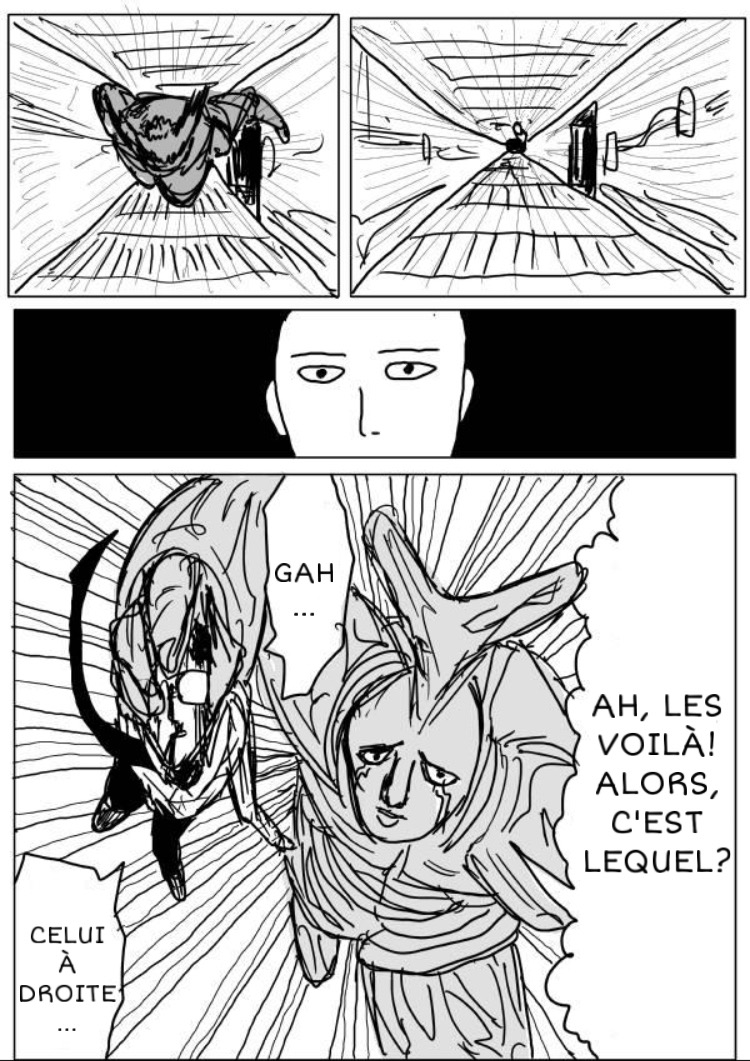 GAH
...
AH, LES
VOILÀ!
ALORS,
C'EST
LEQUEL?
CELUI
À
DROITE
...